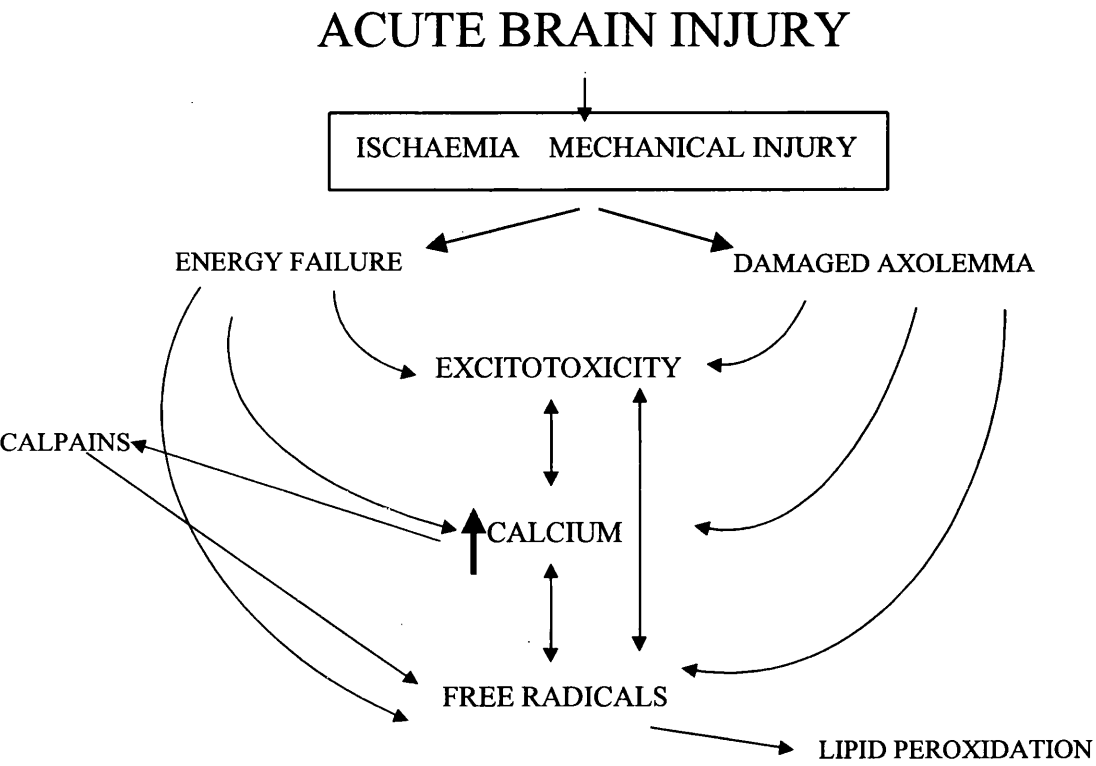 ACUTE BRAIN INJURY
ISCHAEMIA MECHANICAL INJURY
ENERGY FAILURE
DAMAGED AXOLEMMA
EXCITOTOXICITY
CALPAINS
CALCIUM
FREE RADICALS
LIPID PEROXIDATION